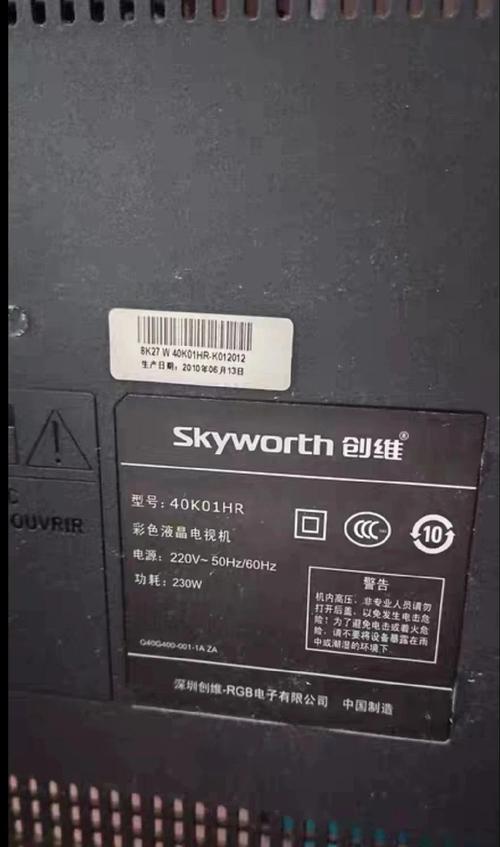 8K27 W 40K01HR-K012012
生产日期：2010年06月13日
Skyworth 创维®
型号：40K01HR
彩色液晶电视机
电源：220V~50Hz/60Hz
功耗：230W
CCC
10
警告
机内高压，非专业人员请勿
打开后盖，以免发生电击危
险！为了避免电击或着火危
险，请不要将设备暴露在雨
中或潮湿的环境下.
Q40G400-001-1A ZA
深圳创维-RGB电子有限公司 中国制造
OUVRIR